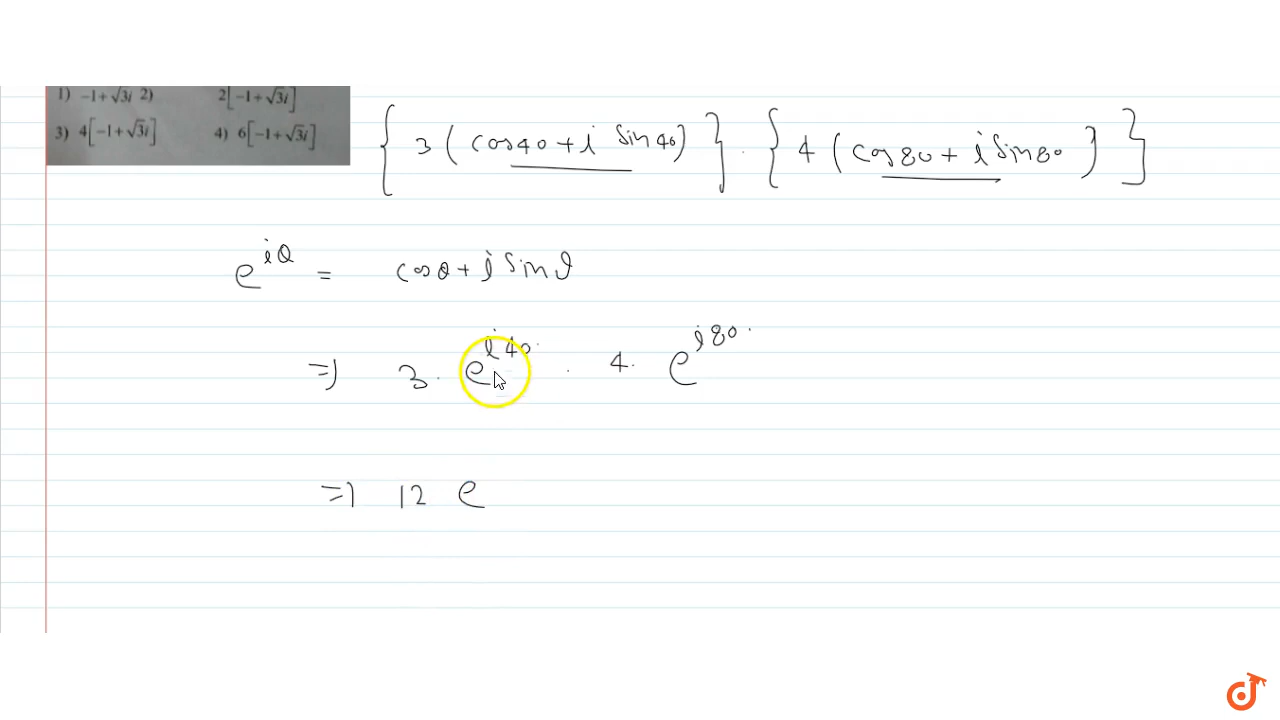 1) -1+√3i 2) 2[-1+√3i]
3) 4[-1+√3i] 4) 6[-1+√3i]
{3(cos40+i sin40)}.{4(cos80+i sin80)}
e^{iθ} = cosθ+i sinθ
⇒ 3.e^{i40}.4.e^{i80}
⇒ 12 e